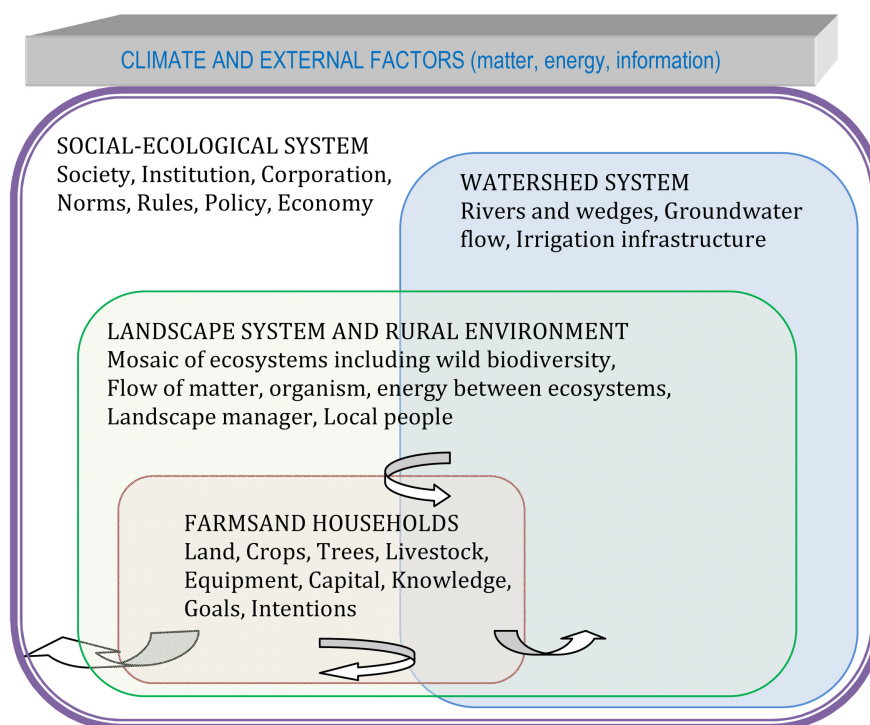 CLIMATE AND EXTERNAL FACTORS (matter, energy, information)
SOCIAL-ECOLOGICAL SYSTEM
Society, Institution, Corporation,
Norms, Rules, Policy, Economy
WATERSHED SYSTEM
Rivers and wedges, Groundwater
flow, Irrigation infrastructure
LANDSCAPE SYSTEM AND RURAL ENVIRONMENT
Mosaic of ecosystems including wild biodiversity,
Flow of matter, organism, energy between ecosystems,
Landscape manager, Local people
FARMSAND HOUSEHOLDS
Land, Crops, Trees, Livestock,
Equipment, Capital, Knowledge,
Goals, Intentions